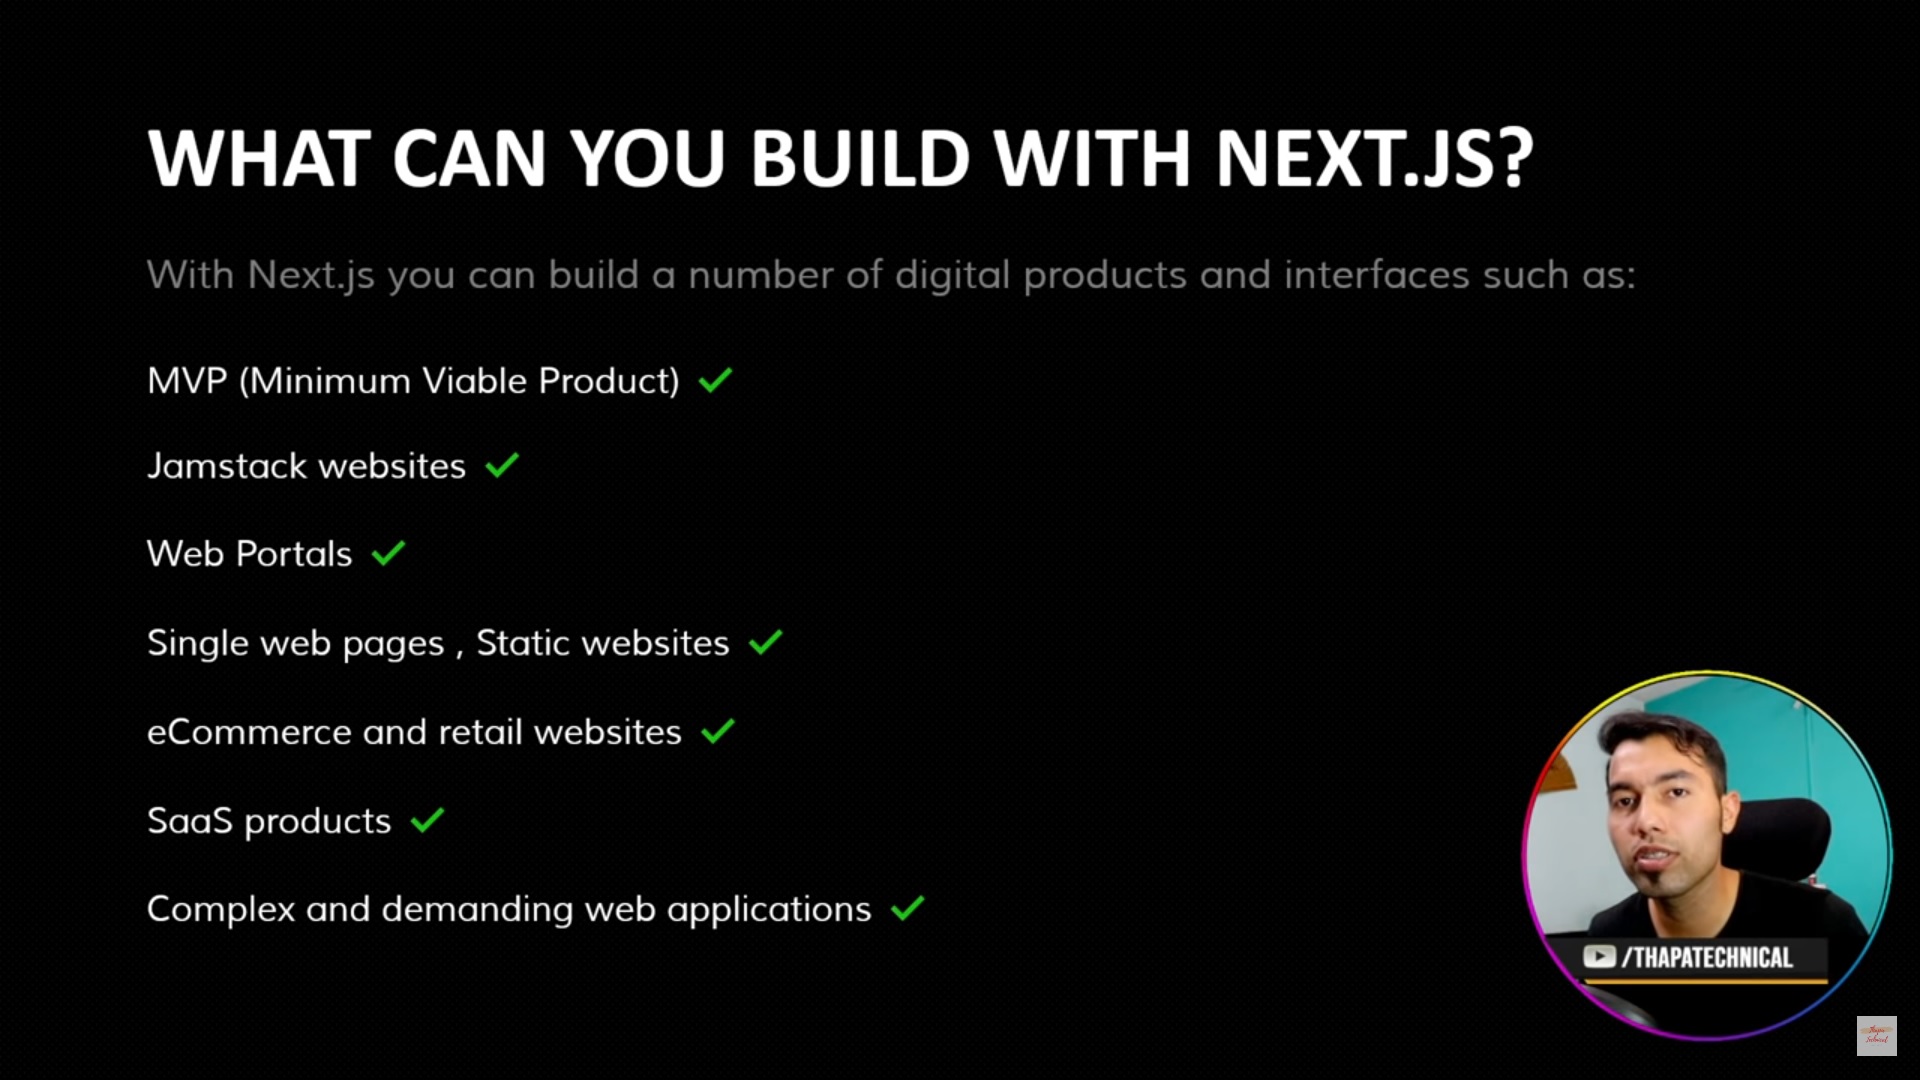 WHAT CAN YOU BUILD WITH NEXT.JS?
With Next.js you can build a number of digital products and interfaces such as:
MVP (Minimum Viable Product)
Jamstack websites
Web Portals
Single web pages , Static websites
eCommerce and retail websites
SaaS products
Complex and demanding web applications
/THAPATECHNICAL